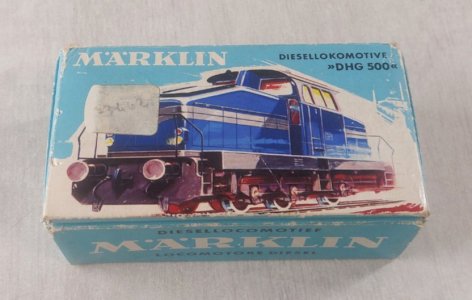 MÄRKLIN
DIESELLOKOMOTIVE
»DHG 500«
DIESELLOCOMOTIEF
MÄRKLIN
LOCOMOTORE DIESEL